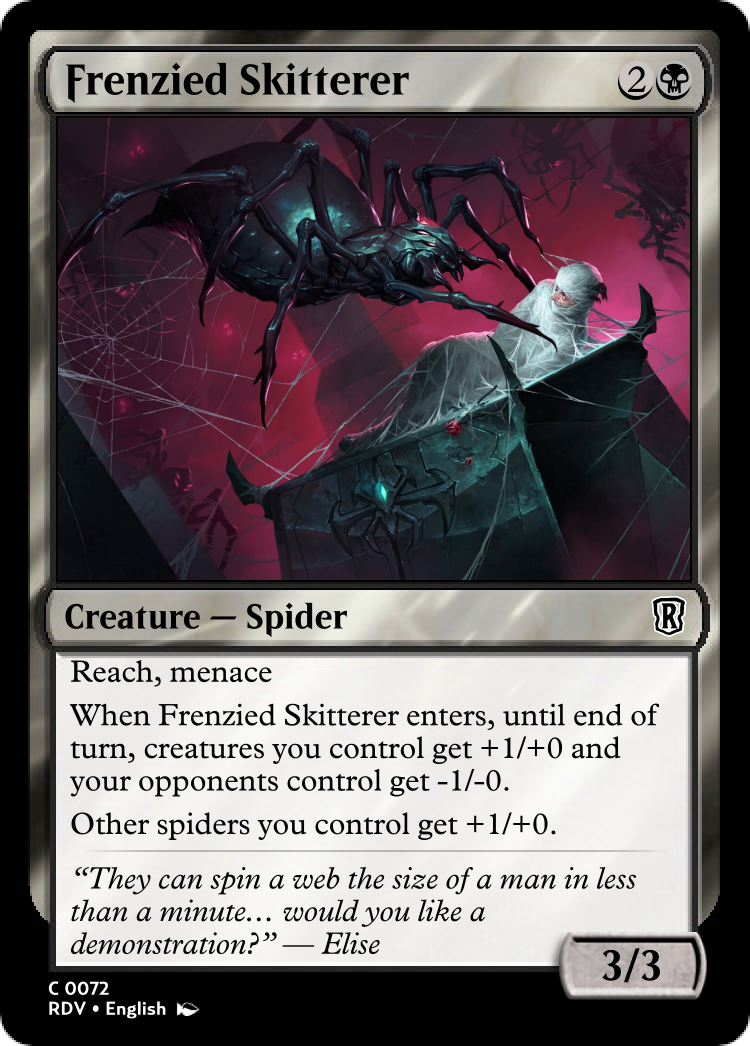 Frenzied Skitterer
2
Creature — Spider
R
Reach, menace
When Frenzied Skitterer enters, until end of
turn, creatures you control get +1/+0 and
your opponents control get -1/-0.
Other spiders you control get +1/+0.
“They can spin a web the size of a man in less
than a minute… would you like a
demonstration?” — Elise
3/3
C 0072
RDV • English